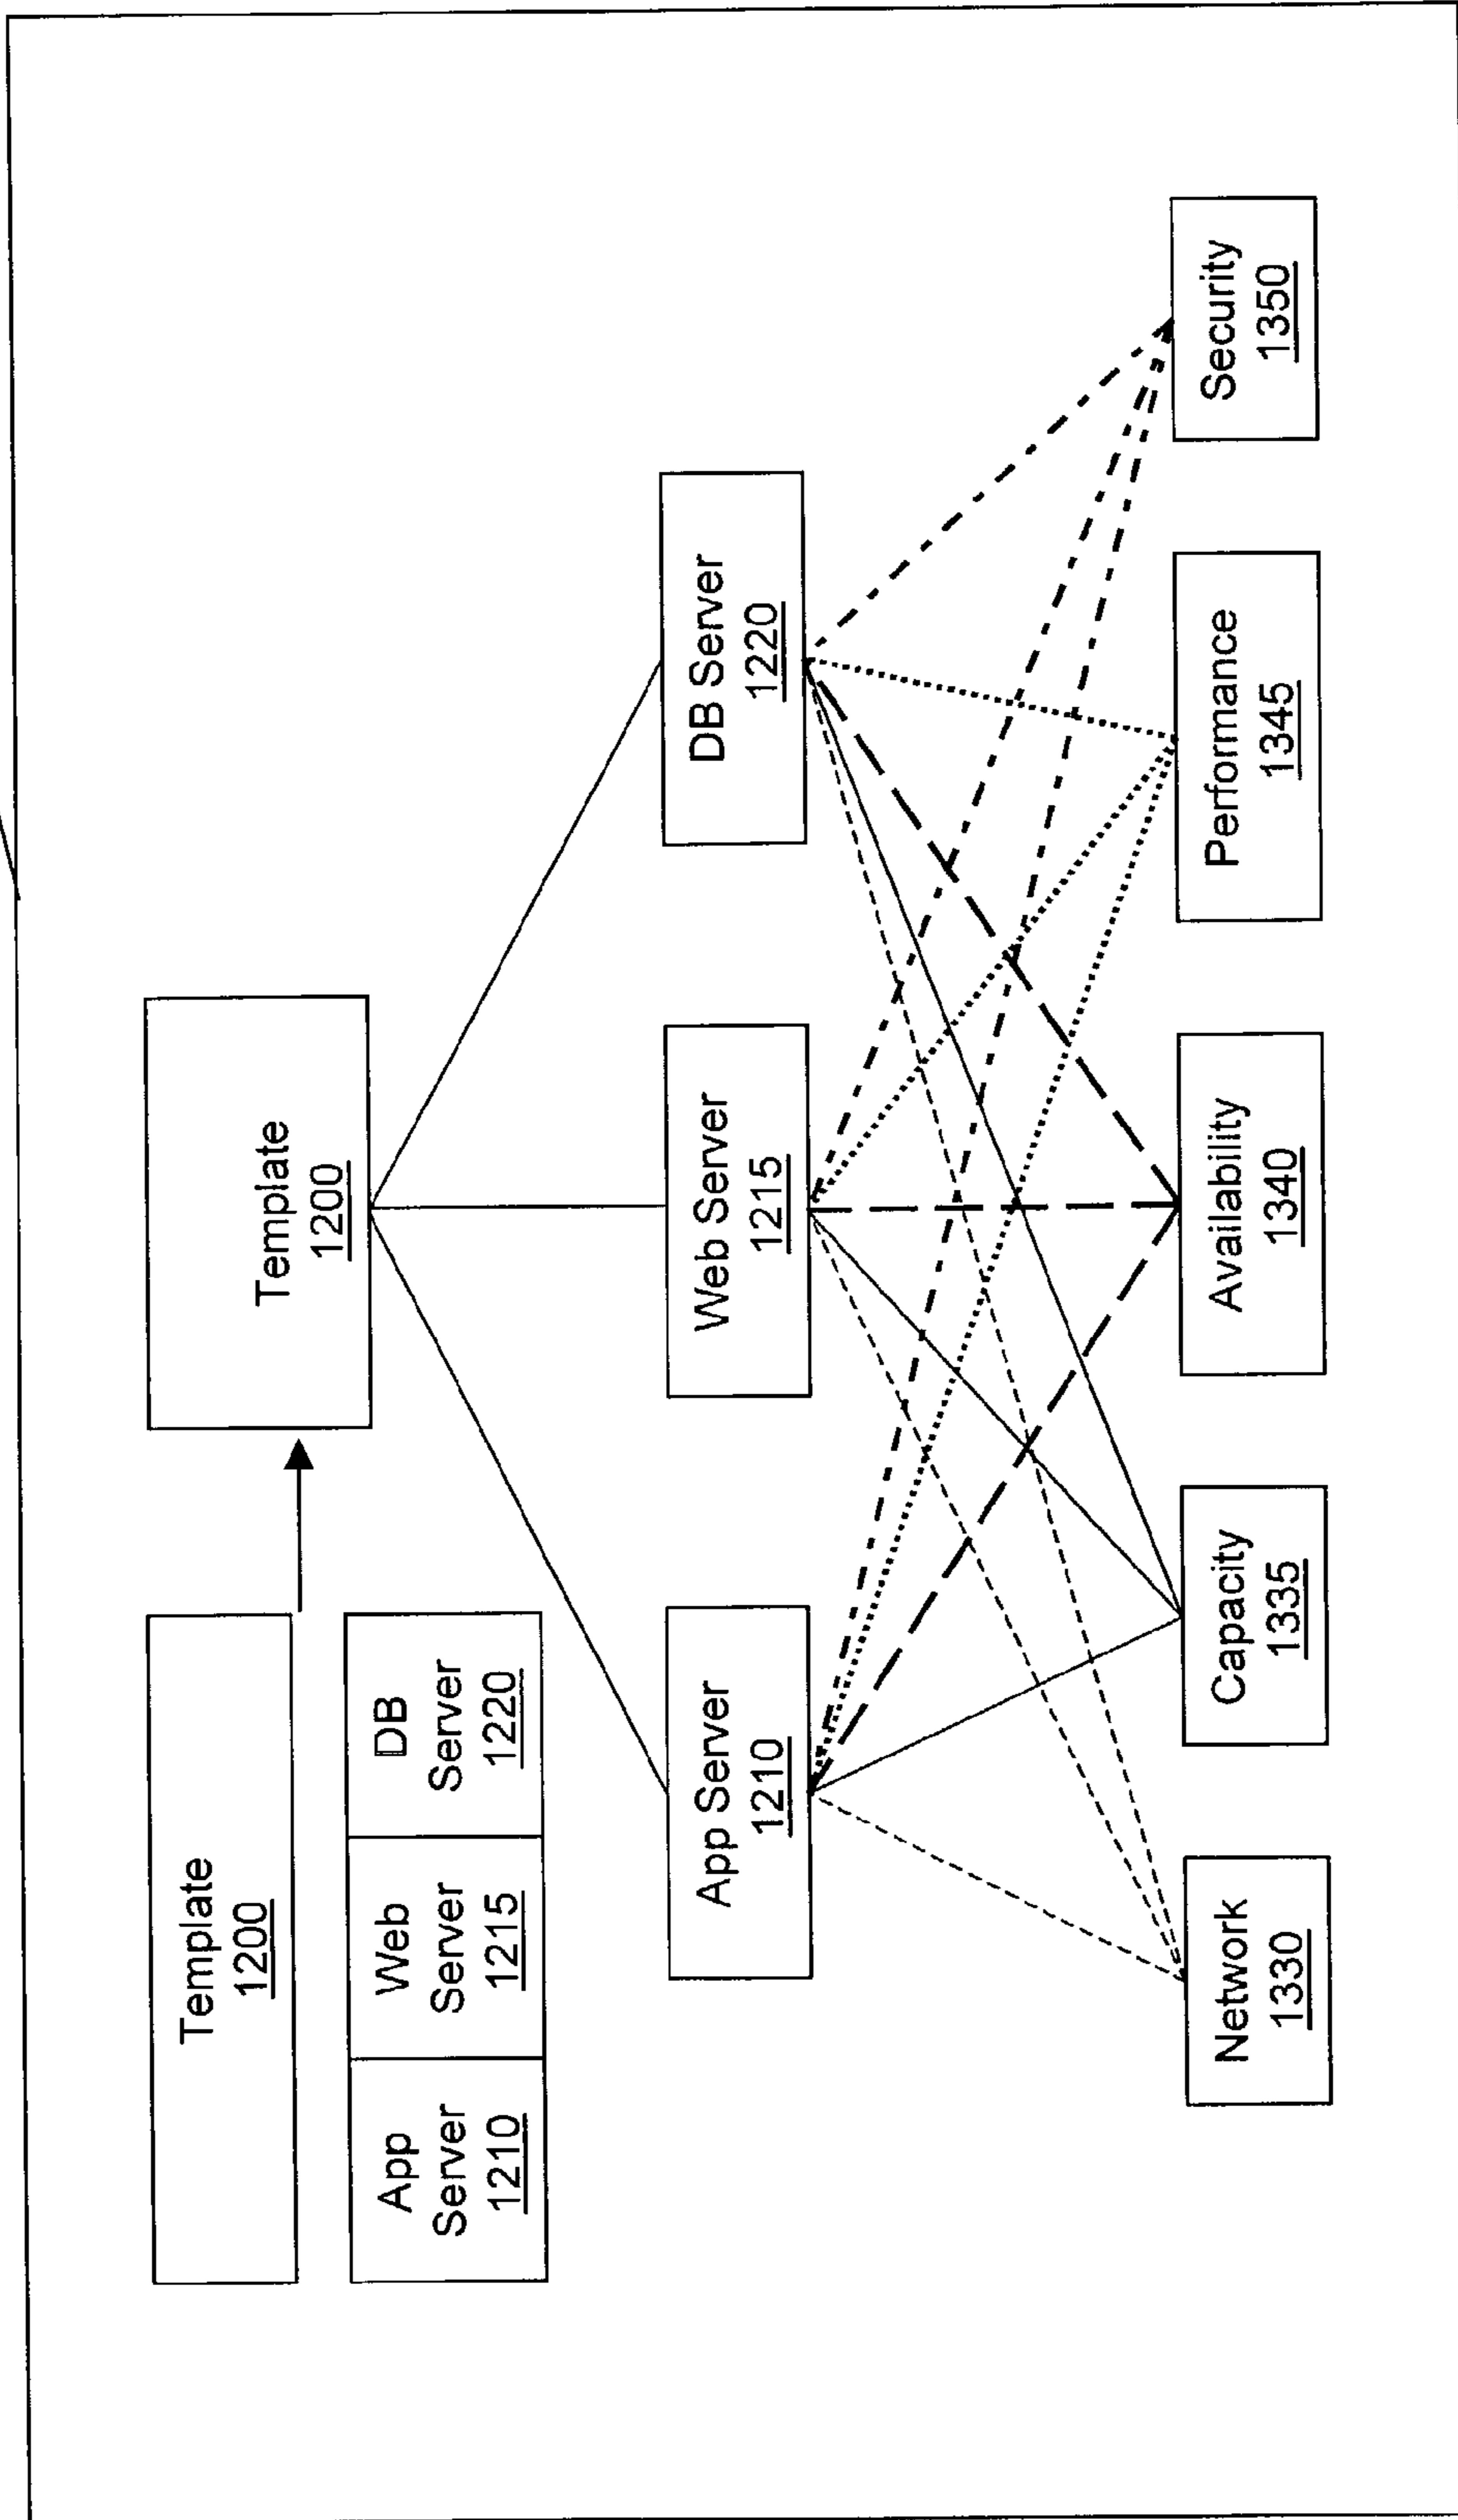 Template
1200
App
Server
1210
Web
Server
1215
DB
Server
1220
Template
1200
App Server
1210
Web Server
1215
DB Server
1220
Network
1330
Capacity
1335
Availability
1340
Performance
1345
Security
1350